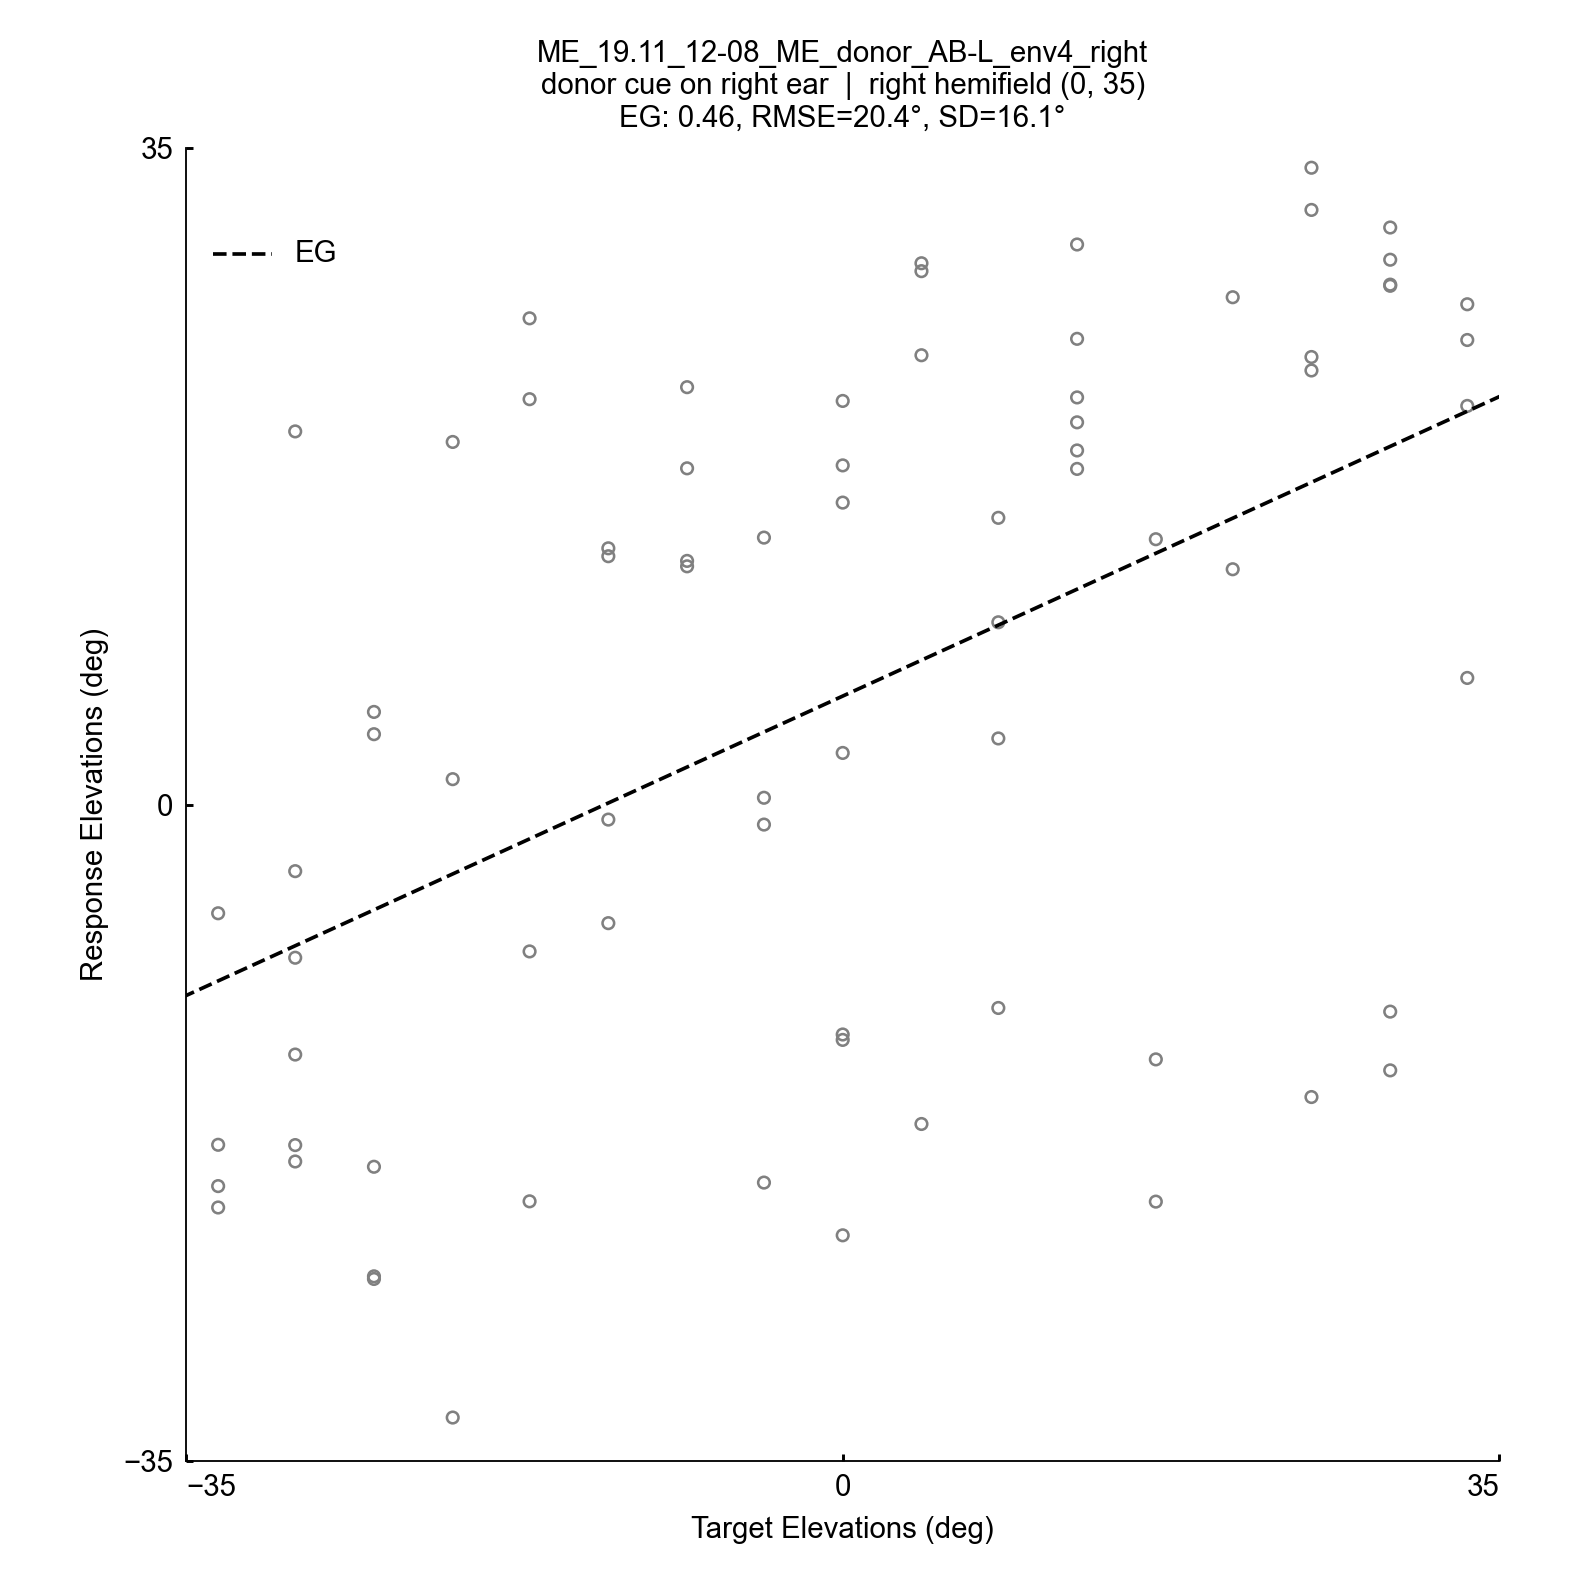 ME_19.11_12-08_ME_donor_AB-L_env4_right
donor cue on right ear | right hemifield (0, 35)
EG: 0.46, RMSE=20.4°, SD=16.1°
35
EG
Response Elevations (deg)
0
−35
−35
0
35
Target Elevations (deg)